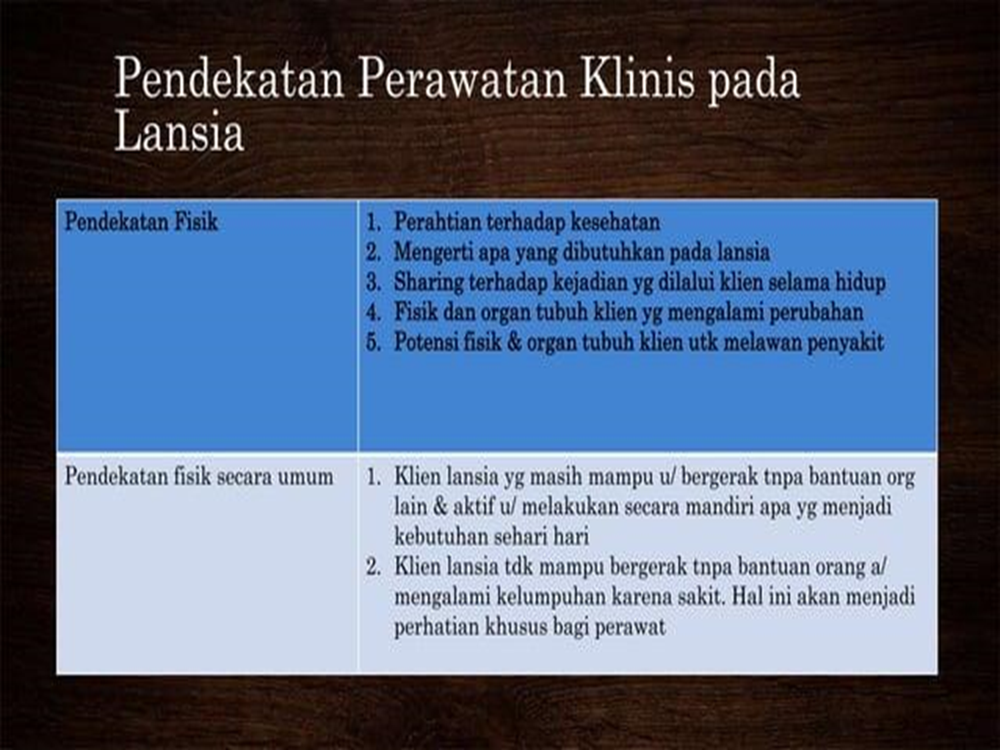 Pendekatan Perawatan Klinis pada
Lansia
Pendekatan Fisik
1. Perahtian terhadap kesehatan
2. Mengerti apa yang dibutuhkan pada lansia
3. Sharing terhadap kejadian yg dilalui klien selama hidup
4. Fisik dan organ tubuh klien yg mengalami perubahan
5. Potensi fisik & organ tubuh klien utk melawan penyakit
Pendekatan fisik secara umum
1. Klien lansia yg masih mampu u/ bergerak tnpa bantuan org
lain & aktif u/ melakukan secara mandiri apa yg menjadi
kebutuhan sehari hari
2. Klien lansia tdk mampu bergerak tnpa bantuan orang a/
mengalami kelumpuhan karena sakit. Hal ini akan menjadi
perhatian khusus bagi perawat